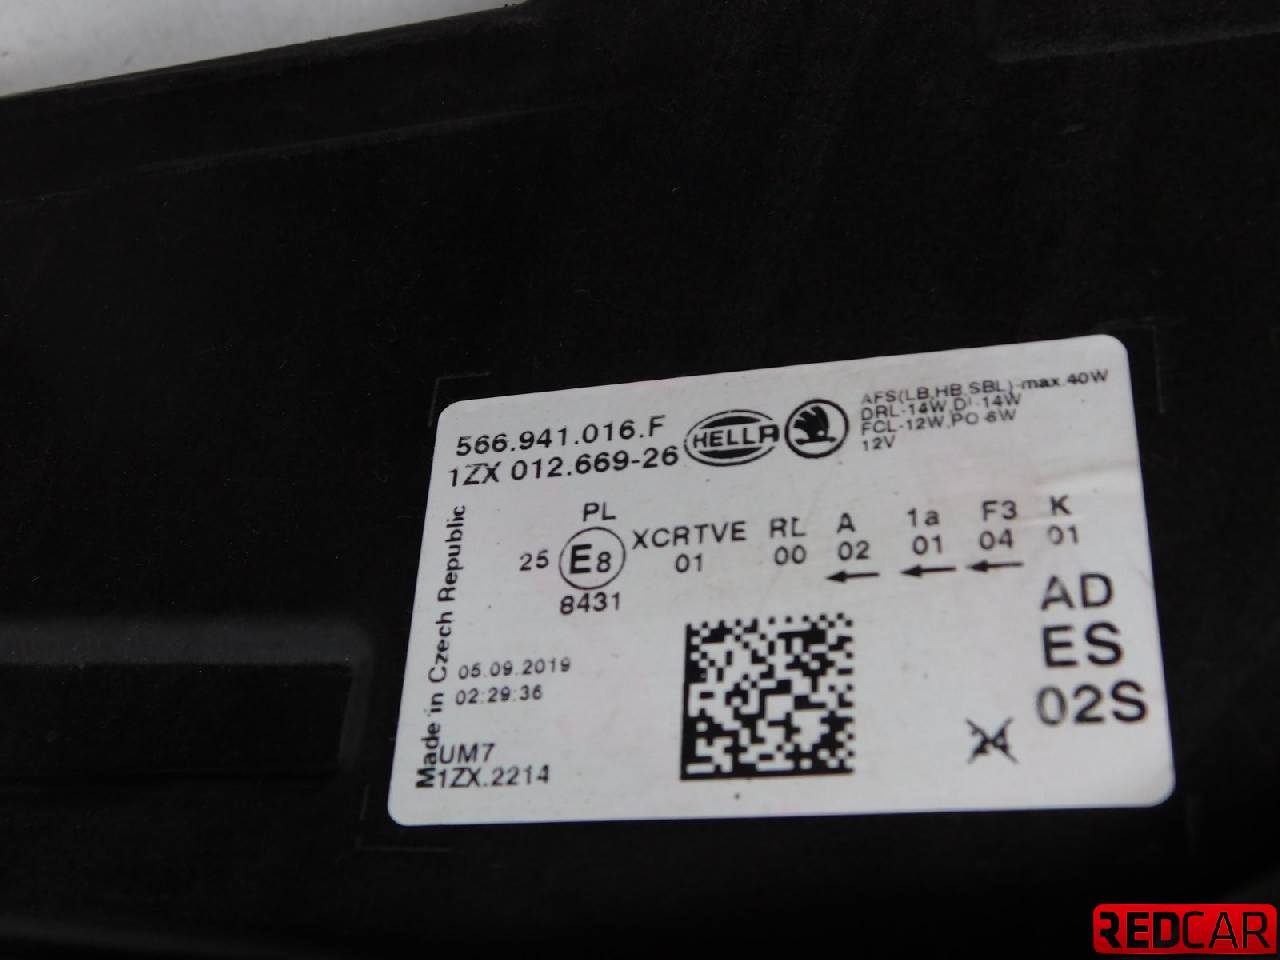 566.941.016.F
1ZX 012.669-26
HELLA
AFS(LB,HB,SBL)-max.40W
DRL-14W,DI-14W
FCL-12W,PO-6W
12V
PL
25 E8
8431
XCRTVE RL A 1a F3 K
01 00 02 01 04 01
Made in Czech Republic
05.09.2019
02:29:36
UM7
1ZX.2214
AD
ES
02S
24
REDCAR